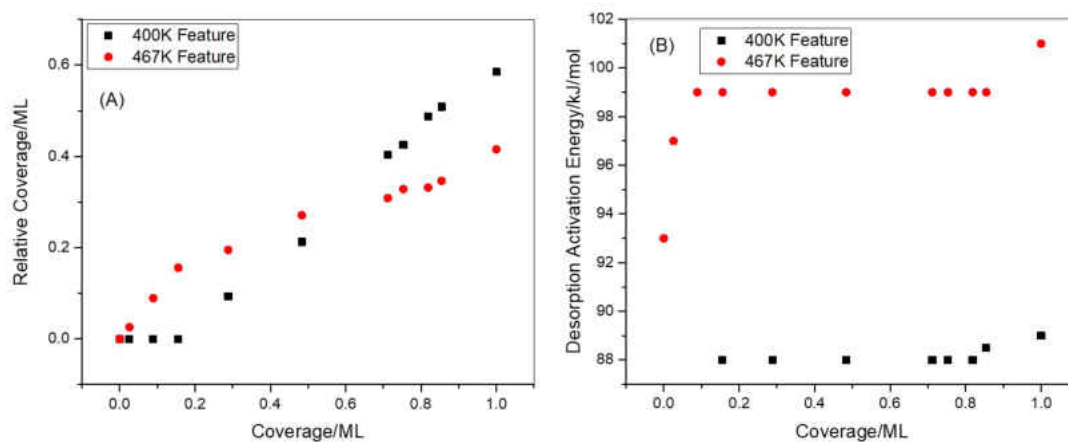 400K Feature
467K Feature
(A)
0.6
0.4
0.2
0.0
Relative Coverage/ML
0.0 0.2 0.4 0.6 0.8 1.0
Coverage/ML
400K Feature
467K Feature
(B)
102
100
98
96
94
92
90
88
Desorption Activation Energy/kJ/mol
0.0 0.2 0.4 0.6 0.8 1.0
Coverage/ML